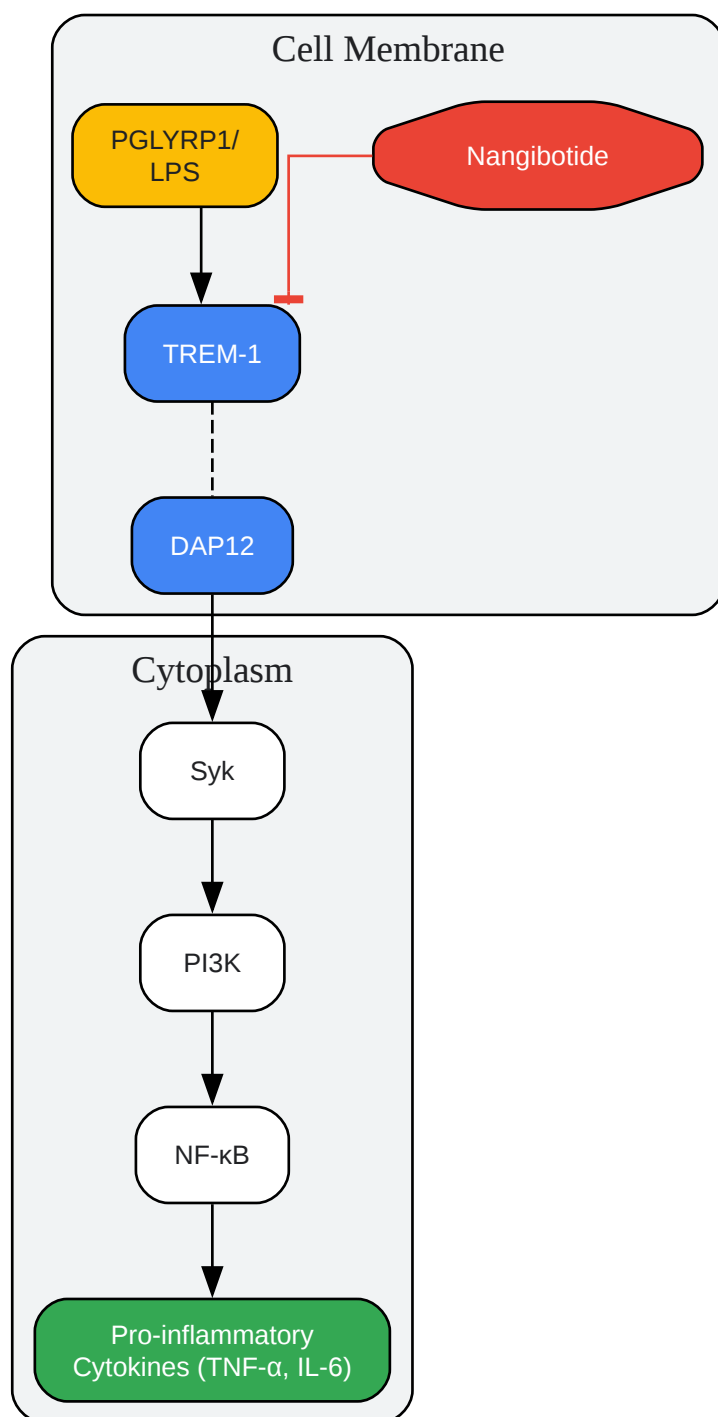 Cell Membrane
PGLYRP1/
LPS
Nangibotide
TREM-1
DAP12
Cytoplasm
Syk
PI3K
NF-κB
Pro-inflammatory
Cytokines (TNF-α, IL-6)